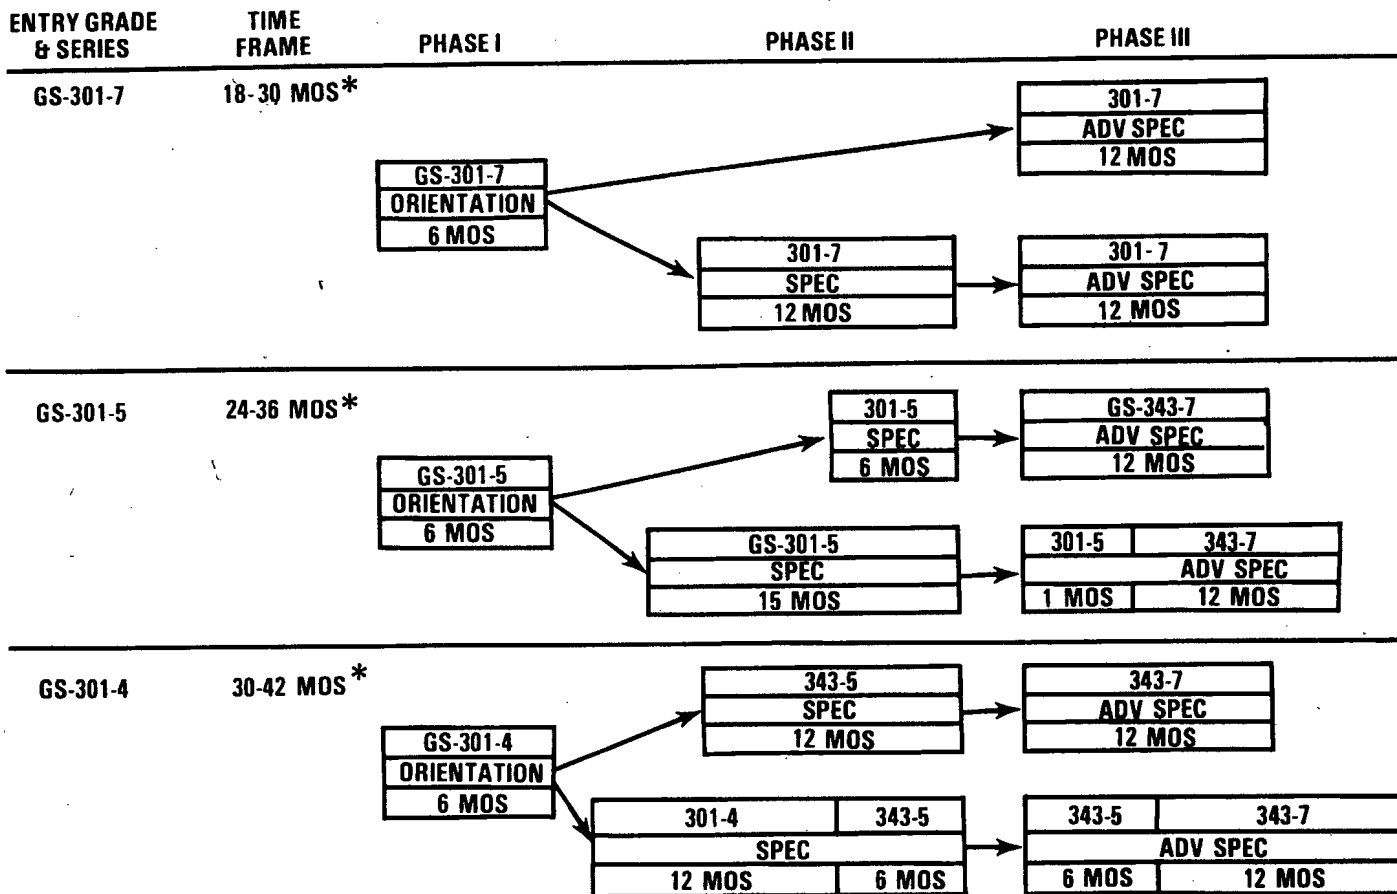 ENTRY GRADE & SERIES
TIME FRAME
PHASE I
PHASE II
PHASE III
GS-301-7
18-30 MOS*
GS-301-7
ORIENTATION
6 MOS
301-7
ADV SPEC
12 MOS
301-7
SPEC
12 MOS
301-7
ADV SPEC
12 MOS
GS-301-5
24-36 MOS*
GS-301-5
ORIENTATION
6 MOS
301-5
SPEC
6 MOS
GS-343-7
ADV SPEC
12 MOS
GS-301-5
SPEC
15 MOS
301-5 343-7
ADV SPEC
1 MOS 12 MOS
GS-301-4
30-42 MOS*
GS-301-4
ORIENTATION
6 MOS
343-5
SPEC
12 MOS
343-7
ADV SPEC
12 MOS
301-4 343-5
SPEC
12 MOS 6 MOS
343-5 343-7
ADV SPEC
6 MOS 12 MOS